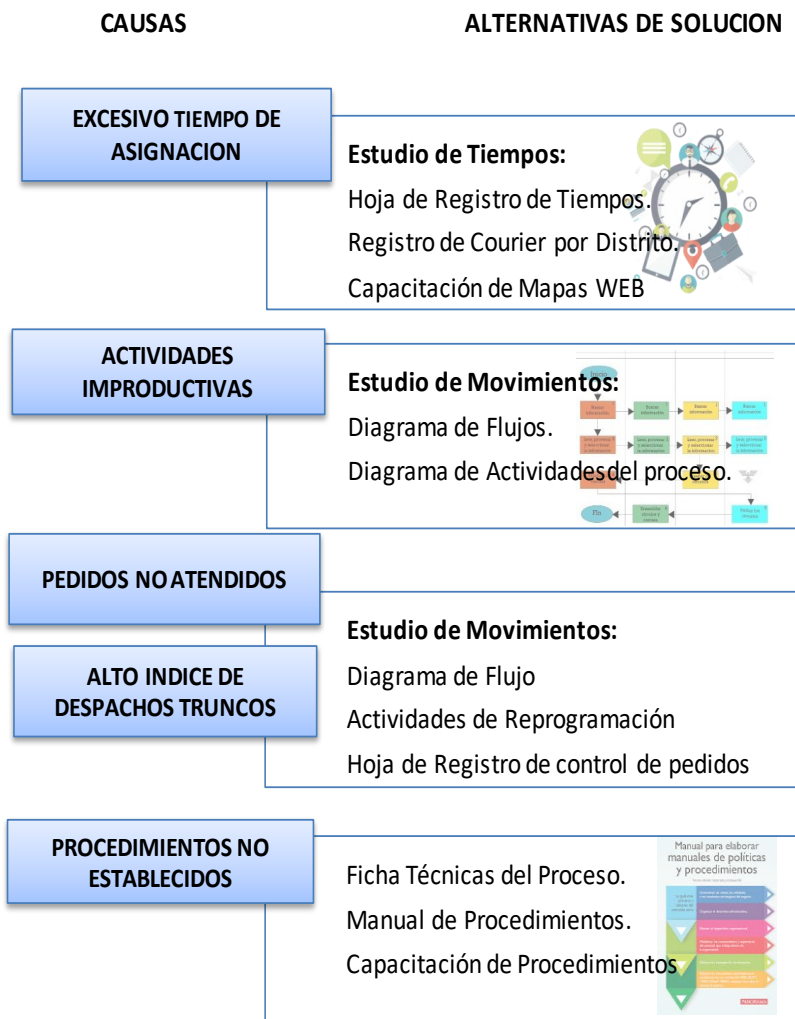 CAUSAS
ALTERNATIVAS DE SOLUCION
EXCESIVO TIEMPO DE
ASIGNACION
Estudio de Tiempos:
Hoja de Registro de Tiempos.
Registro de Courier por Distrito.
Capacitación de Mapas WEB
ACTIVIDADES
IMPRODUCTIVAS
Estudio de Movimientos:
Diagrama de Flujos.
Diagrama de Actividades del proceso.
Inicio
Fin
PEDIDOS NO ATENDIDOS
ALTO INDICE DE
DESPACHOS TRUNCOS
Estudio de Movimientos:
Diagrama de Flujo
Actividades de Reprogramación
Hoja de Registro de control de pedidos
PROCEDIMIENTOS NO
ESTABLECIDOS
Ficha Técnicas del Proceso.
Manual de Procedimientos.
Capacitación de Procedimientos
Manual para elaborar
manuales de políticas
y procedimientos